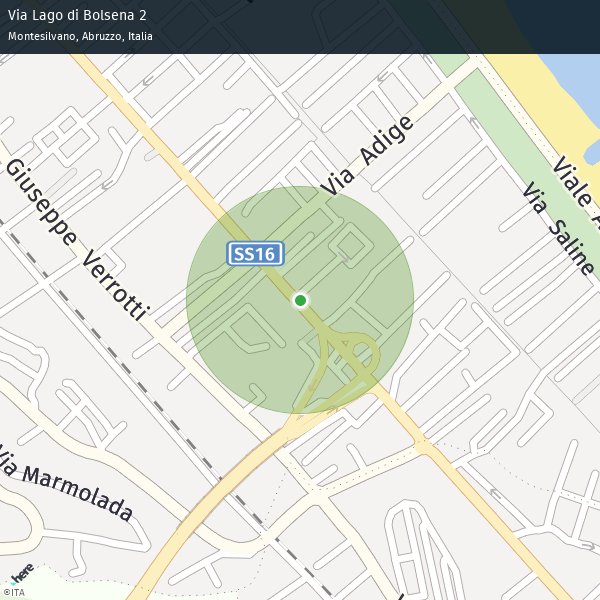 Via Lago di Bolsena 2
Montesilvano, Abruzzo, Italia
Via Adige
Giuseppe Verrotti
SS16
Via Saline
Viale A
Via Marmolada
here
©ITA